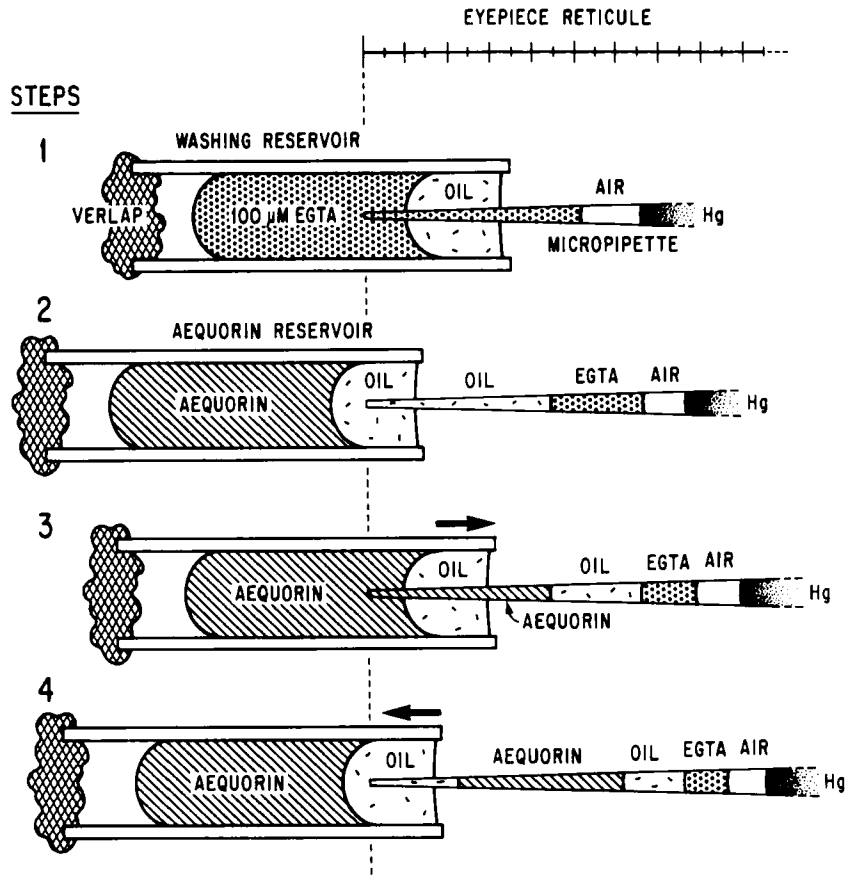 EYEPIECE RETICULE
STEPS
1
WASHING RESERVOIR
VERLAP
100 µM EGTA
OIL
AIR
Hg
MICROPIPETTE
2
AEQUORIN RESERVOIR
AEQUORIN
OIL
OIL
EGTA
AIR
Hg
3
AEQUORIN
OIL
OIL
EGTA
AIR
Hg
AEQUORIN
4
AEQUORIN
OIL
AEQUORIN
OIL
EGTA
AIR
Hg